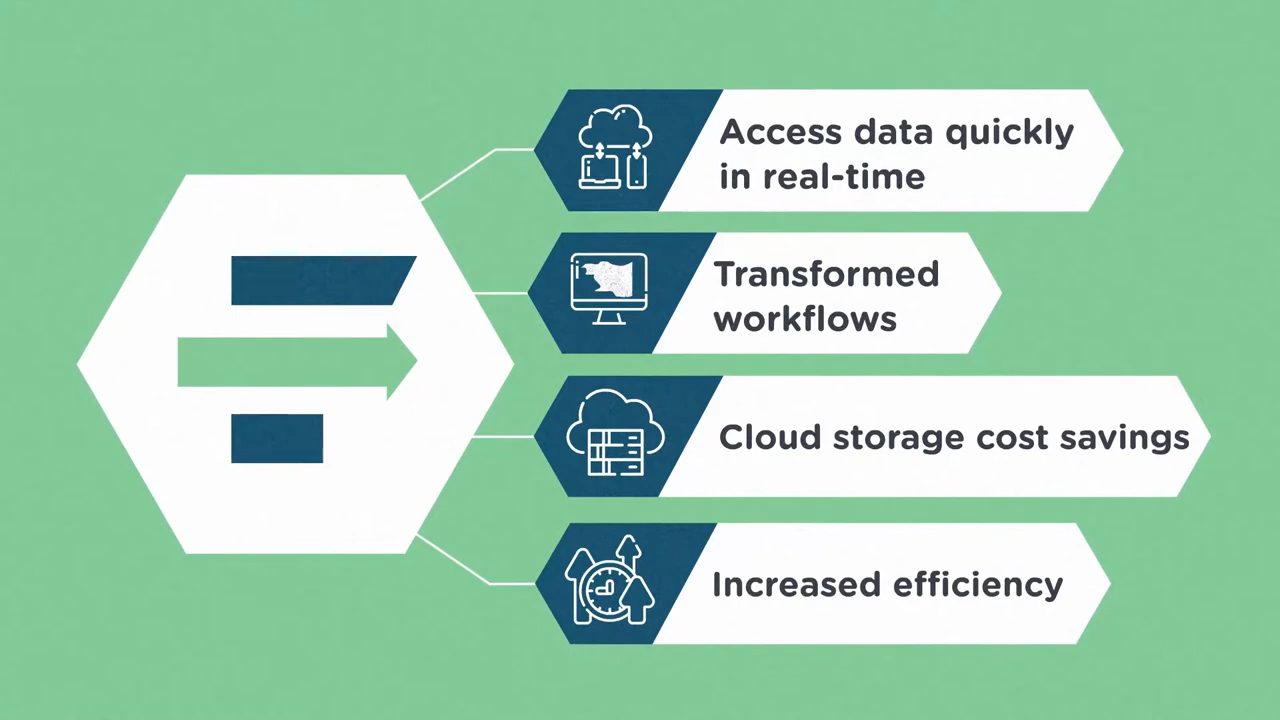 Access data quickly
in real-time
Transformed
workflows
Cloud storage cost savings
Increased efficiency